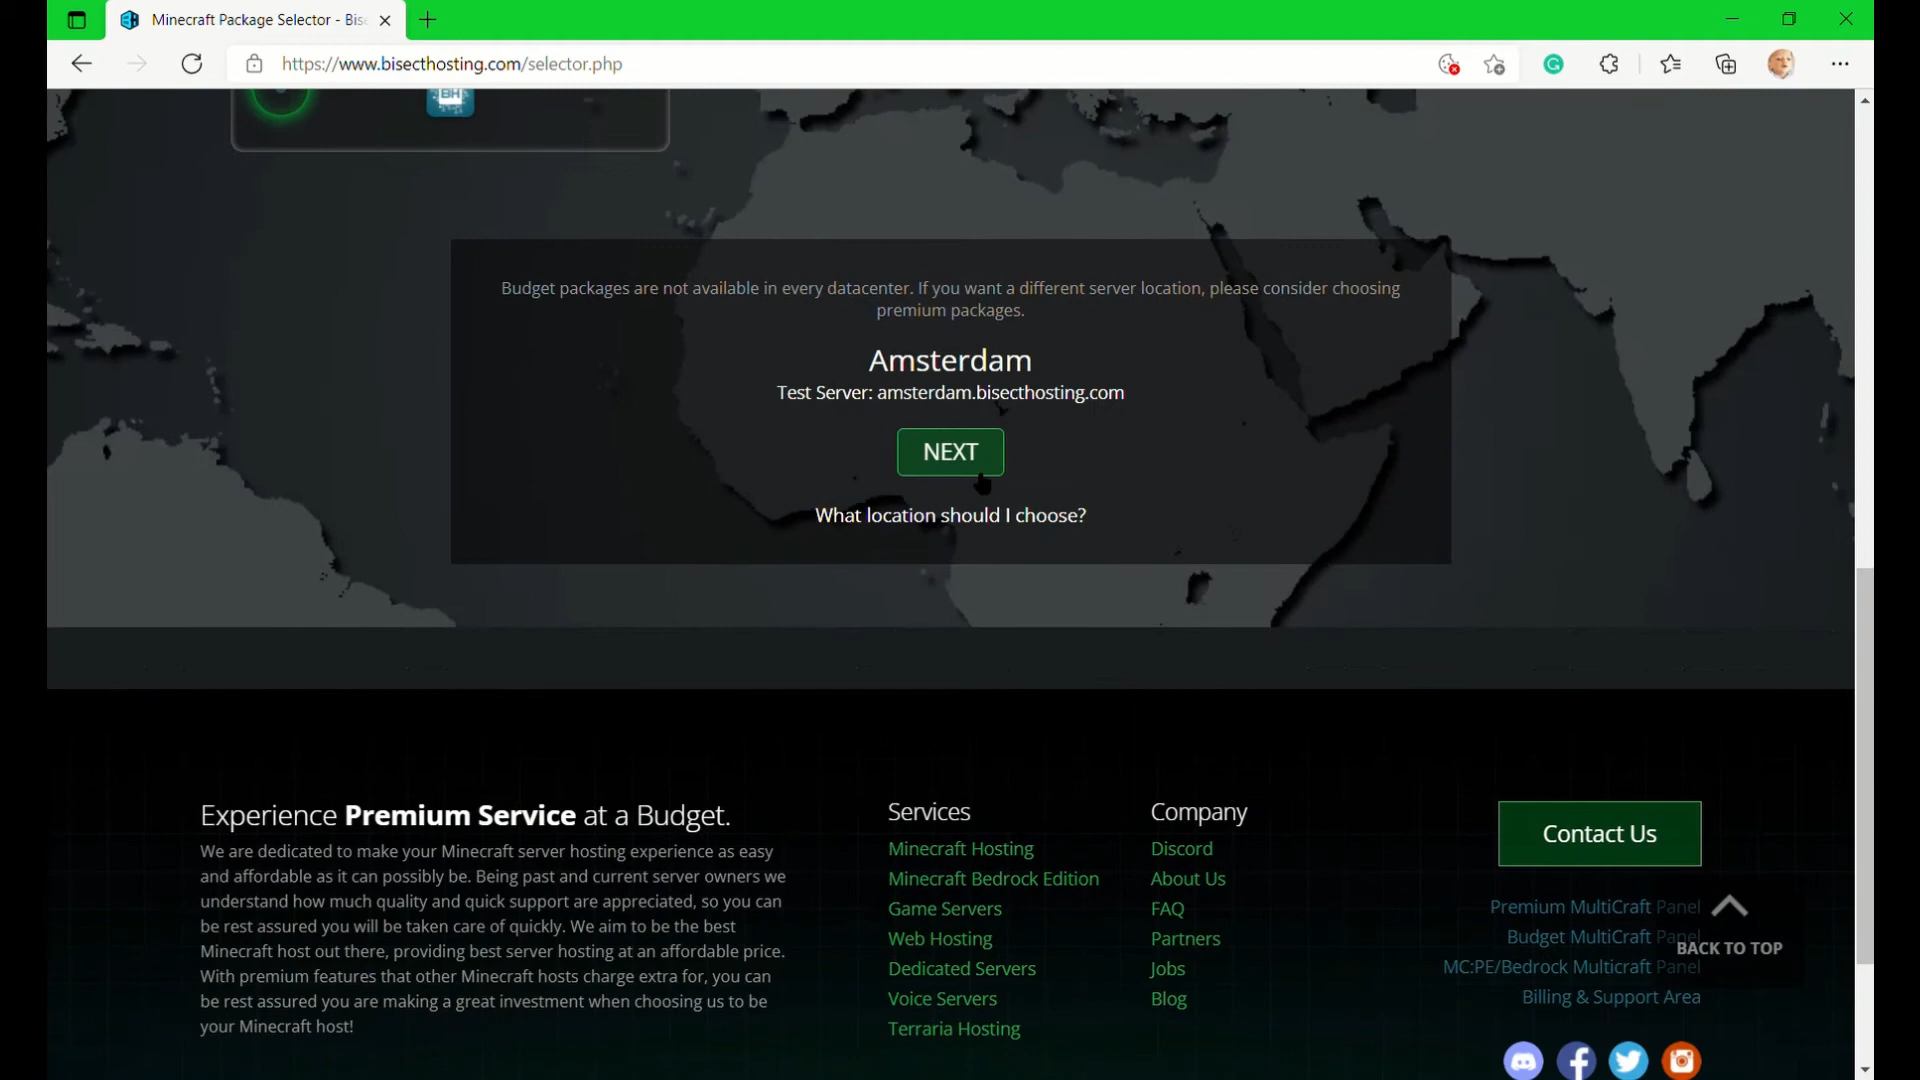 Minecraft Package Selector - Bise
https://www.bisecthosting.com/selector.php
BH
Budget packages are not available in every datacenter. If you want a different server location, please consider choosing
premium packages.
Amsterdam
Test Server: amsterdam.bisecthosting.com
NEXT
What location should I choose?
Experience Premium Service at a Budget.
We are dedicated to make your Minecraft server hosting experience as easy
and affordable as it can possibly be. Being past and current server owners we
understand how much quality and quick support are appreciated, so you can
be rest assured you will be taken care of quickly. We aim to be the best
Minecraft host out there, providing best server hosting at an affordable price.
With premium features that other Minecraft hosts charge extra for, you can
be rest assured you are making a great investment when choosing us to be
your Minecraft host!
Services
Minecraft Hosting
Minecraft Bedrock Edition
Game Servers
Web Hosting
Dedicated Servers
Voice Servers
Terraria Hosting
Company
Discord
About Us
FAQ
Partners
Jobs
Blog
Contact Us
Premium MultiCraft Panel
Budget MultiCraft Panel
MC:PE/Bedrock Multicraft Panel
Billing & Support Area
BACK TO TOP